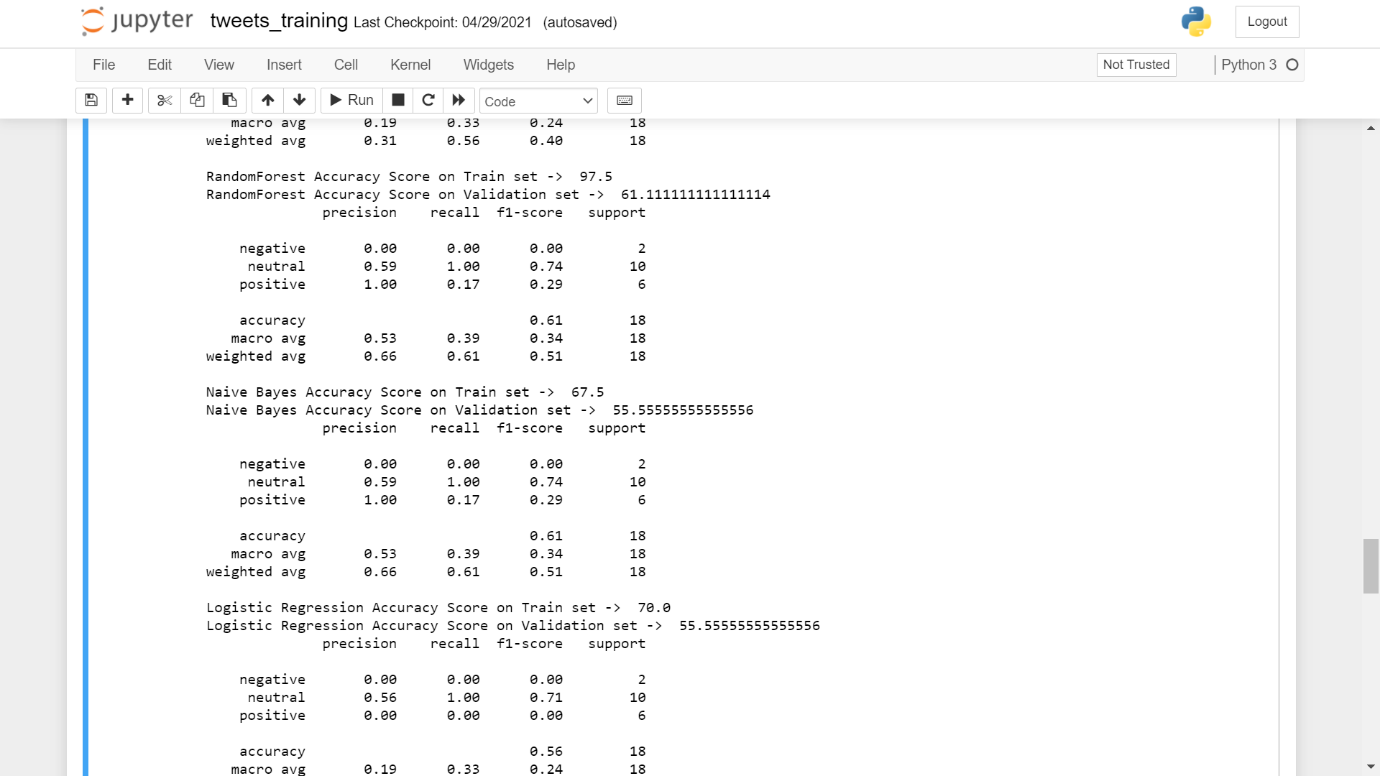 jupyter tweets_training Last Checkpoint: 04/29/2021 (autosaved) Logout
File Edit View Insert Cell Kernel Widgets Help Not Trusted Python 3
Run Code
macro avg 0.19 0.33 0.24 18
weighted avg 0.31 0.56 0.40 18
RandomForest Accuracy Score on Train set -> 97.5
RandomForest Accuracy Score on Validation set -> 61.111111111111114
precision recall f1-score support
negative 0.00 0.00 0.00 2
neutral 0.59 1.00 0.74 10
positive 1.00 0.17 0.29 6
accuracy 0.61 18
macro avg 0.53 0.39 0.34 18
weighted avg 0.66 0.61 0.51 18
Naive Bayes Accuracy Score on Train set -> 67.5
Naive Bayes Accuracy Score on Validation set -> 55.55555555555556
precision recall f1-score support
negative 0.00 0.00 0.00 2
neutral 0.59 1.00 0.74 10
positive 1.00 0.17 0.29 6
accuracy 0.61 18
macro avg 0.53 0.39 0.34 18
weighted avg 0.66 0.61 0.51 18
Logistic Regression Accuracy Score on Train set -> 70.0
Logistic Regression Accuracy Score on Validation set -> 55.55555555555556
precision recall f1-score support
negative 0.00 0.00 0.00 2
neutral 0.56 1.00 0.71 10
positive 0.00 0.00 0.00 6
accuracy 0.56 18
macro avg 0.19 0.33 0.24 18